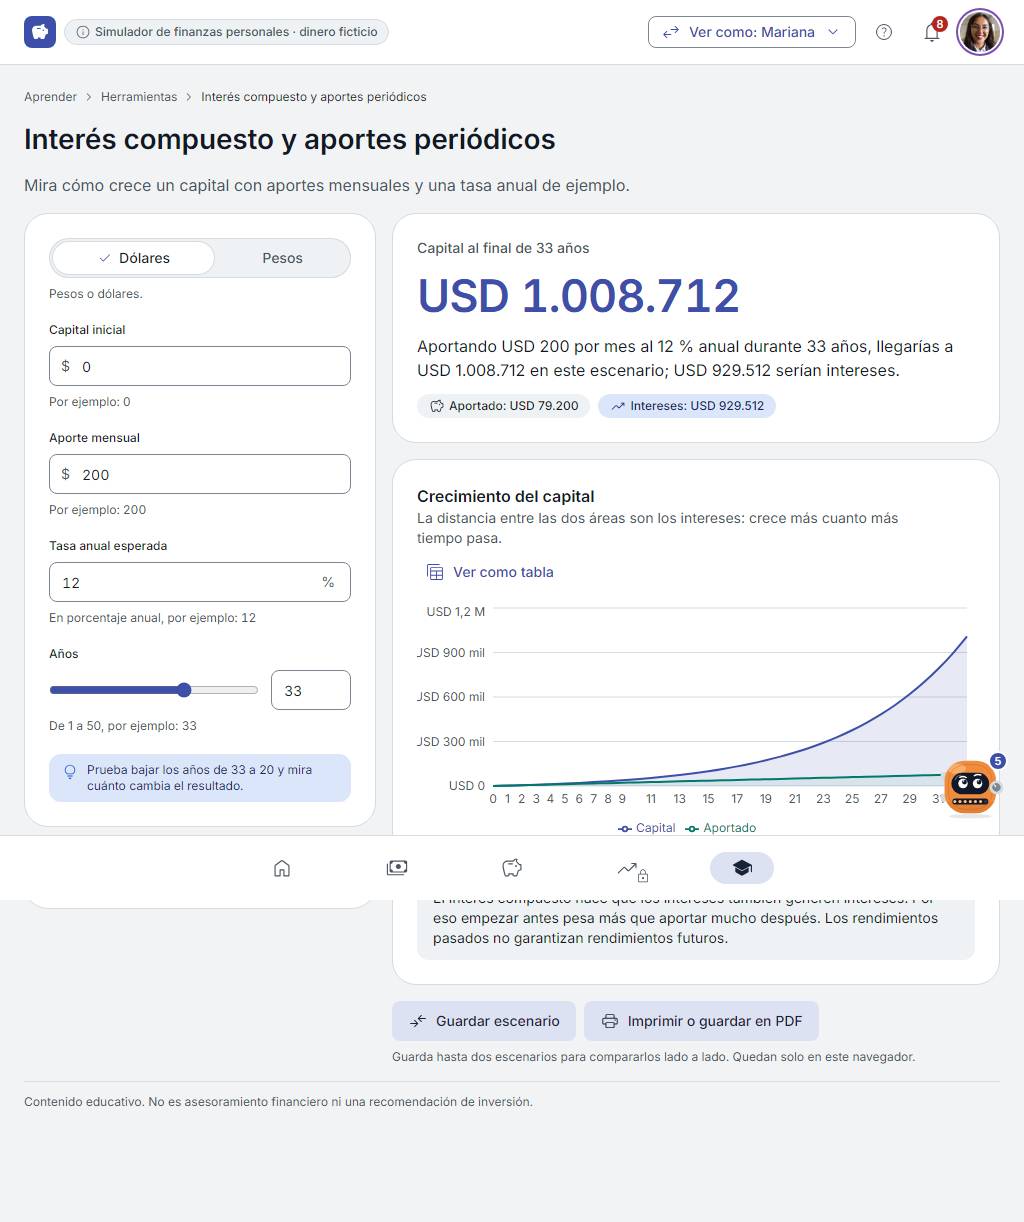 Simulador de finanzas personales · dinero ficticio
Ver como: Mariana
8
Aprender > Herramientas > Interés compuesto y aportes periódicos
Interés compuesto y aportes periódicos
Mira cómo crece un capital con aportes mensuales y una tasa anual de ejemplo.
Dólares
Pesos
Pesos o dólares.
Capital inicial
$ 0
Por ejemplo: 0
Aporte mensual
$ 200
Por ejemplo: 200
Tasa anual esperada
12 %
En porcentaje anual, por ejemplo: 12
Años
33
De 1 a 50, por ejemplo: 33
Prueba bajar los años de 33 a 20 y mira
cuánto cambia el resultado.
Capital al final de 33 años
USD 1.008.712
Aportando USD 200 por mes al 12 % anual durante 33 años, llegarías a
USD 1.008.712 en este escenario; USD 929.512 serían intereses.
Aportado: USD 79.200
Intereses: USD 929.512
Crecimiento del capital
La distancia entre las dos áreas son los intereses: crece más cuanto más
tiempo pasa.
Ver como tabla
USD 1,2 M
USD 900 mil
USD 600 mil
USD 300 mil
USD 0
0 1 2 3 4 5 6 7 8 9 11 13 15 17 19 21 23 25 27 29
5
Capital
Aportado
eso empezar antes pesa más que aportar mucho después. Los rendimientos
pasados no garantizan rendimientos futuros.
Guardar escenario
Imprimir o guardar en PDF
Guarda hasta dos escenarios para compararlos lado a lado. Quedan solo en este navegador.
Contenido educativo. No es asesoramiento financiero ni una recomendación de inversión.